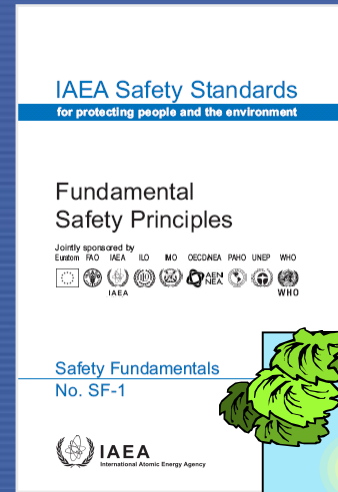 IAEA Safety Standards
for protecting people and the environment
Fundamental
Safety Principles
Jointly sponsored by
Euratom FAO IAEA ILO IMO OECD/NEA PAHO UNEP WHO
AEN
NEA
IAEA
WHO
Safety Fundamentals
No. SF-1
IAEA
International Atomic Energy Agency